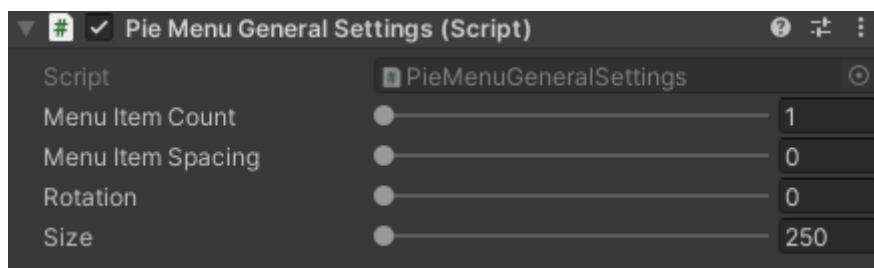 # Pie Menu General Settings (Script)
Script # PieMenuGeneralSettings
Menu Item Count 1
Menu Item Spacing 0
Rotation 0
Size 250